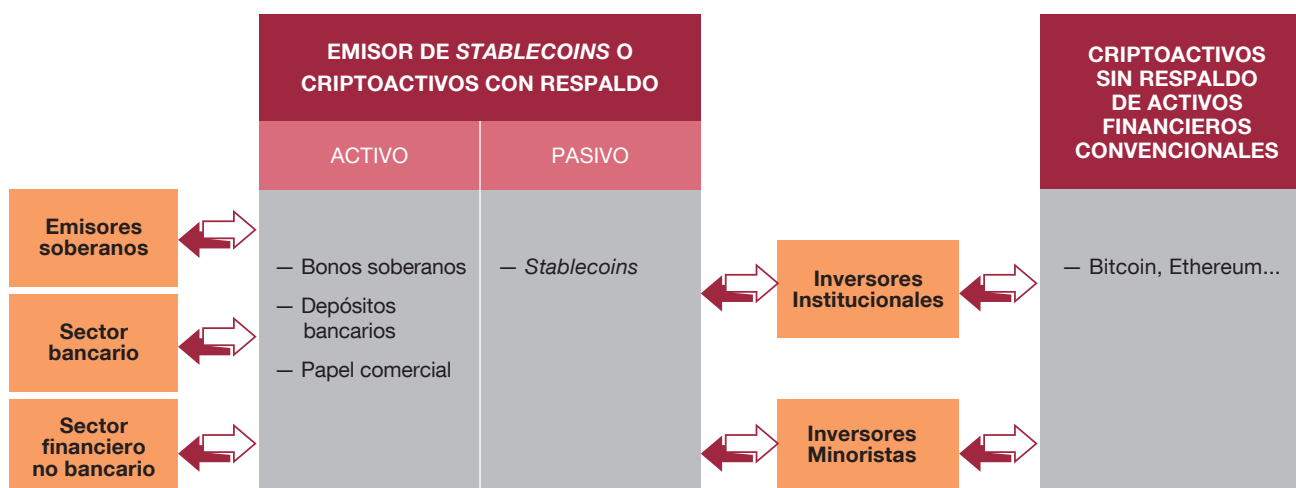 EMISOR DE STABLECOINS O
CRIPTOACTIVOS CON RESPALDO
ACTIVO
PASIVO
CRIPTOACTIVOS
SIN RESPALDO
DE ACTIVOS
FINANCIEROS
CONVENCIONALES
Emisores
soberanos
Sector
bancario
Sector
financiero
no bancario
— Bonos soberanos
— Depósitos
bancarios
— Papel comercial
— Stablecoins
Inversores
Institucionales
Inversores
Minoristas
— Bitcoin, Ethereum...